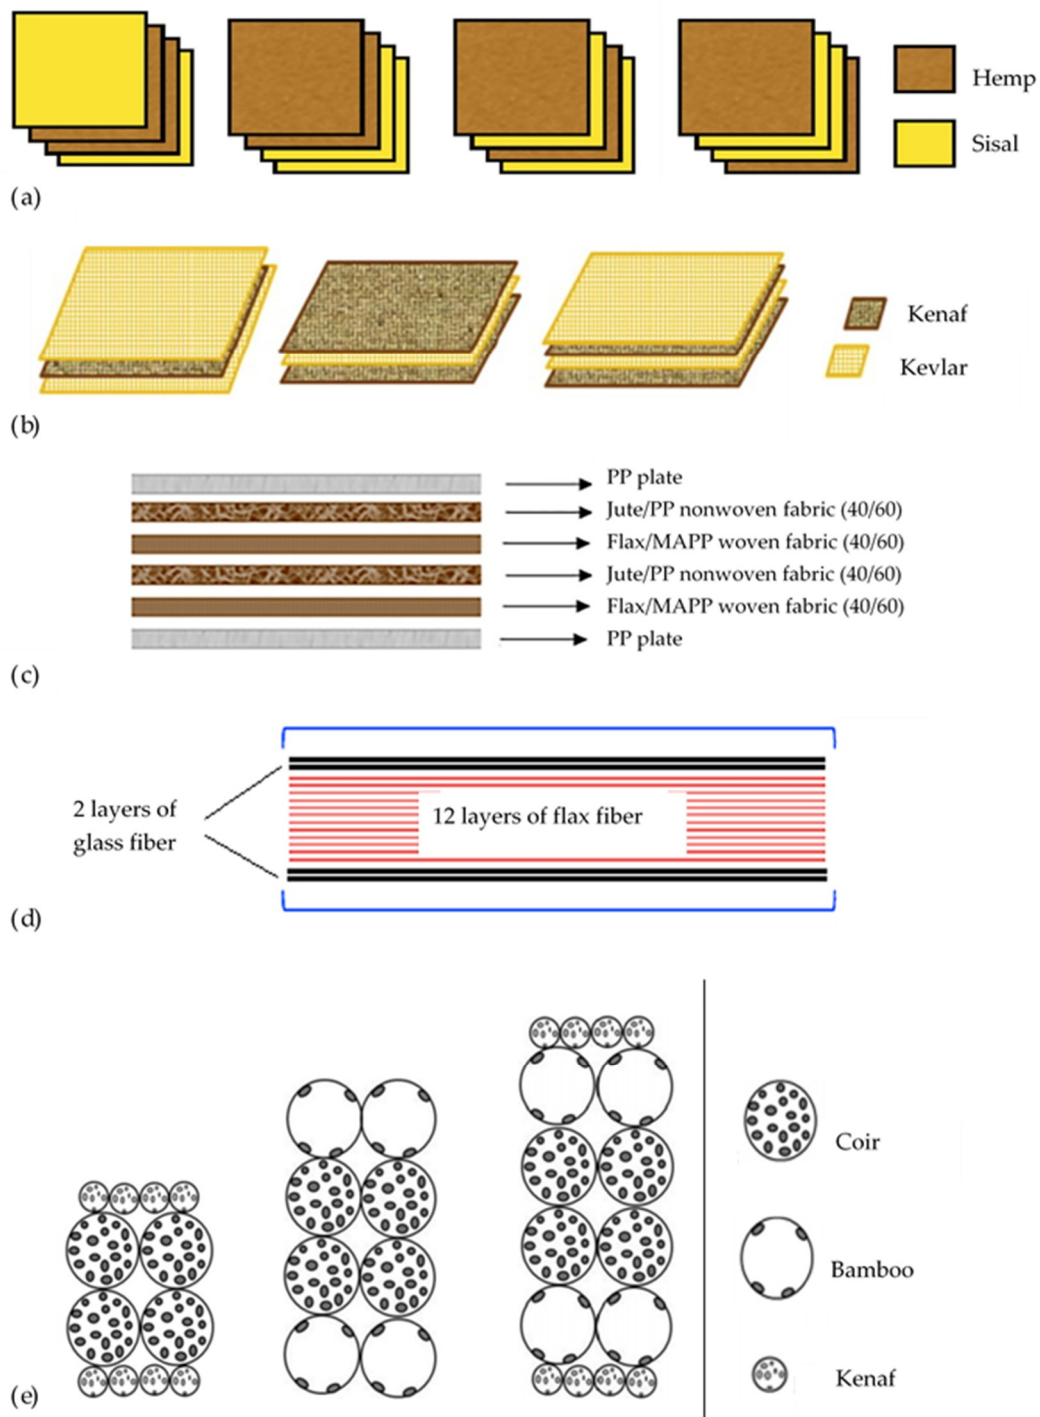 Hemp
Sisal
(a)
Kenaf
Kevlar
(b)
PP plate
Jute/PP nonwoven fabric (40/60)
Flax/MAPP woven fabric (40/60)
Jute/PP nonwoven fabric (40/60)
Flax/MAPP woven fabric (40/60)
PP plate
(c)
2 layers of
glass fiber
12 layers of flax fiber
(d)
Coir
Bamboo
Kenaf
(e)